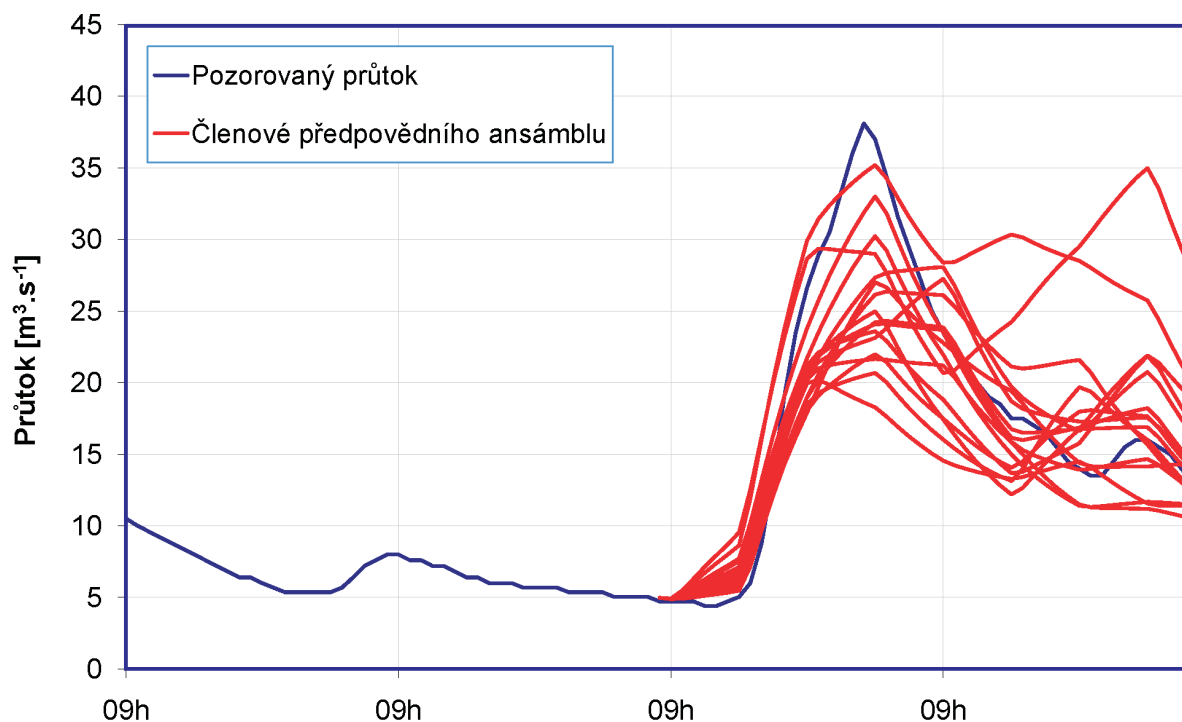 45
40
35
30
25
20
15
10
5
0
Průtok [m³.s⁻¹]
Pozorovaný průtok
Členové předpovědního ansámblu
09h 09h 09h 09h